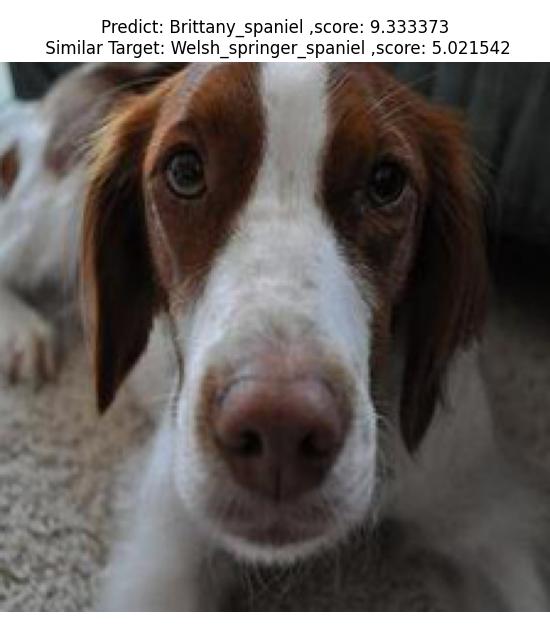 Predict: Brittany_spaniel ,score: 9.333373
Similar Target: Welsh_springer_spaniel ,score: 5.021542